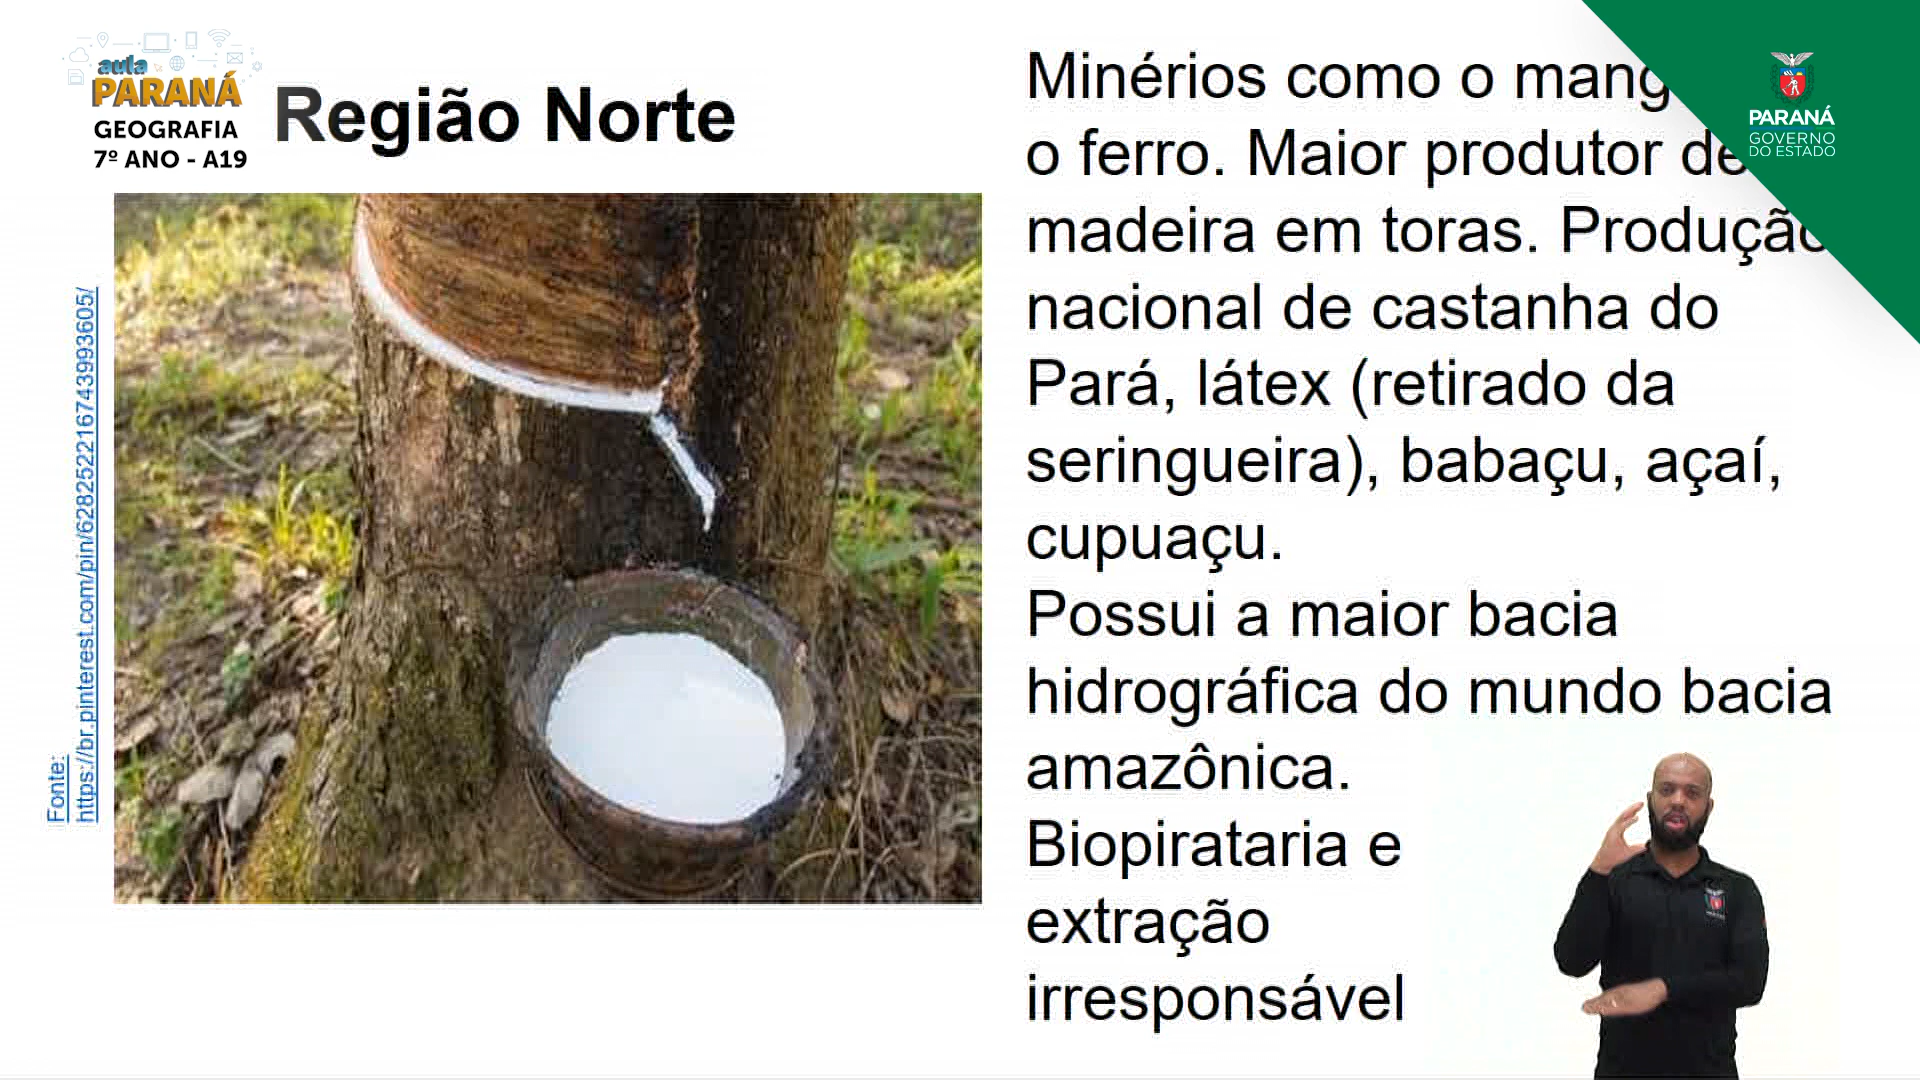 aula
PARANÁ
GEOGRAFIA
7º ANO - A19
Região Norte
Fonte:
https://br.pinterest.com/pin/628252216743993605/
Minérios como o
o ferro. Maior produtor de
madeira em toras. Produção
nacional de castanha do
Pará, látex (retirado da
seringueira), babaçu, açaí,
cupuaçu.
Possui a maior bacia
hidrográfica do mundo bacia
amazônica.
Biopirataria e
extração
irresponsável
PARANÁ
GOVERNO
DO ESTADO